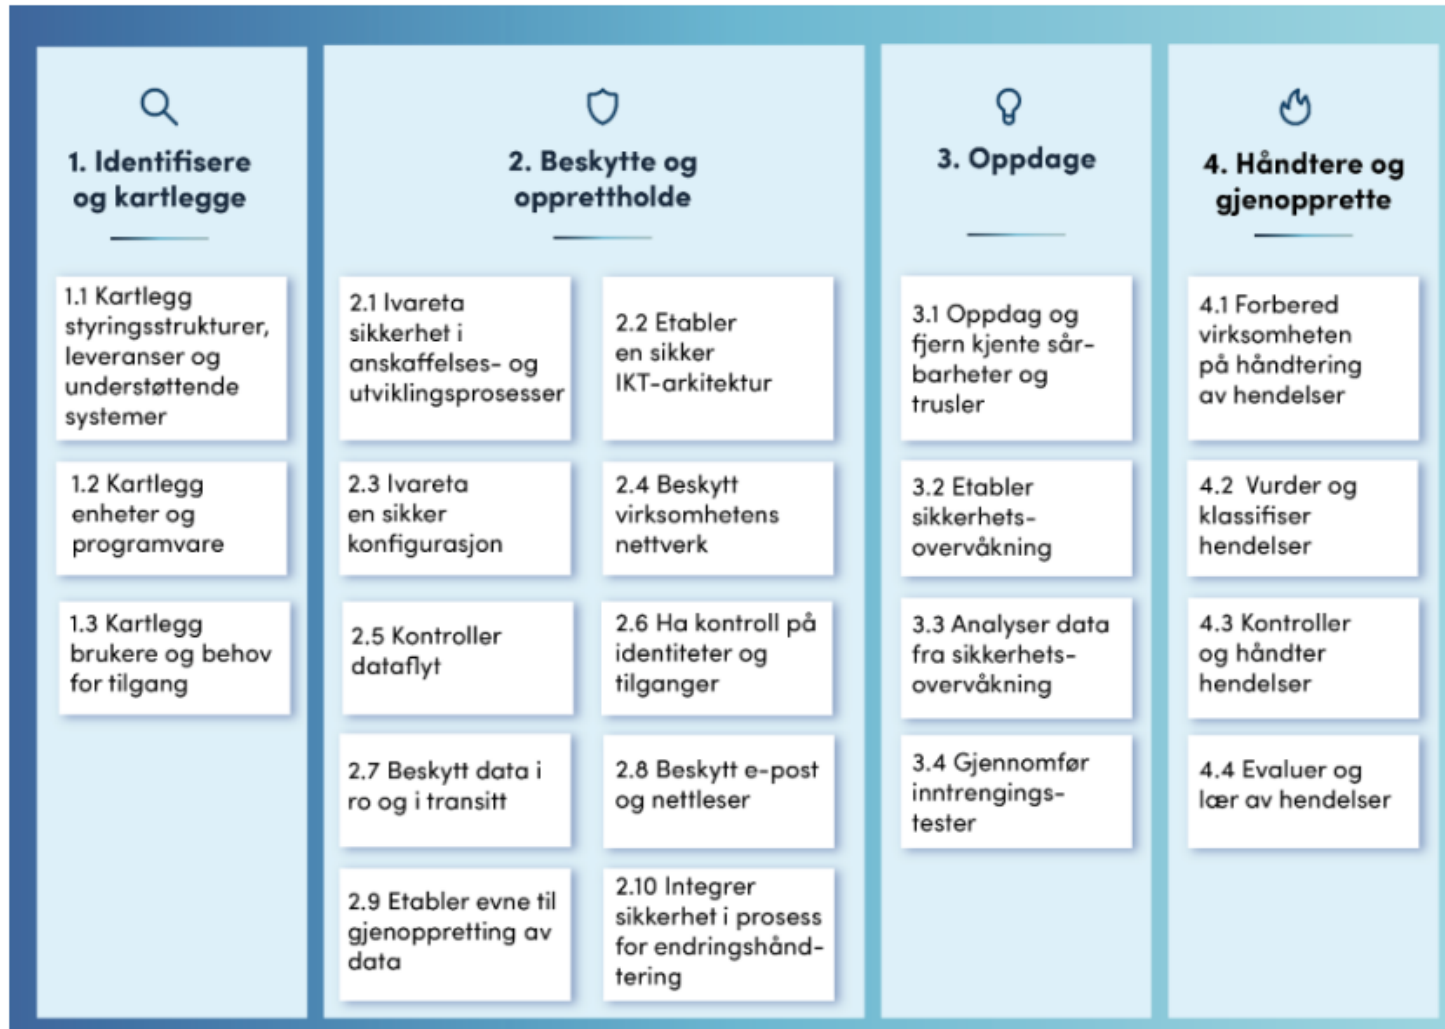 1. Identifisere
og kartlegge
1.1 Kartlegg
styringsstrukturer,
leveranser og
understøttende
systemer
1.2 Kartlegg
enheter og
programvare
1.3 Kartlegg
brukere og behov
for tilgang
2. Beskytte og
opprettholde
2.1 Ivareta
sikkerhet i
anskaffelses- og
utviklingsprosesser
2.2 Etabler
en sikker
IKT-arkitektur
2.3 Ivareta
en sikker
konfigurasjon
2.4 Beskytt
virksomhetens
nettverk
2.5 Kontroller
dataflyt
2.6 Ha kontroll på
identiteter og
tilganger
2.7 Beskytt data i
ro og i transitt
2.8 Beskytt e-post
og nettleser
2.9 Etabler evne til
gjenoppretting av
data
2.10 Integrer
sikkerhet i prosess
for endringshånd-
tering
3. Oppdage
3.1 Oppdag og
fjern kjente sår-
barheter og
trusler
3.2 Etabler
sikkerhets-
overvåkning
3.3 Analyser data
fra sikkerhets-
overvåkning
3.4 Gjennomfør
inntrengings-
tester
4. Håndtere og
gjenopprette
4.1 Forbered
virksomheten
på håndtering
av hendelser
4.2 Vurder og
klassifiser
hendelser
4.3 Kontroller
og håndter
hendelser
4.4 Evaluer og
lær av hendelser